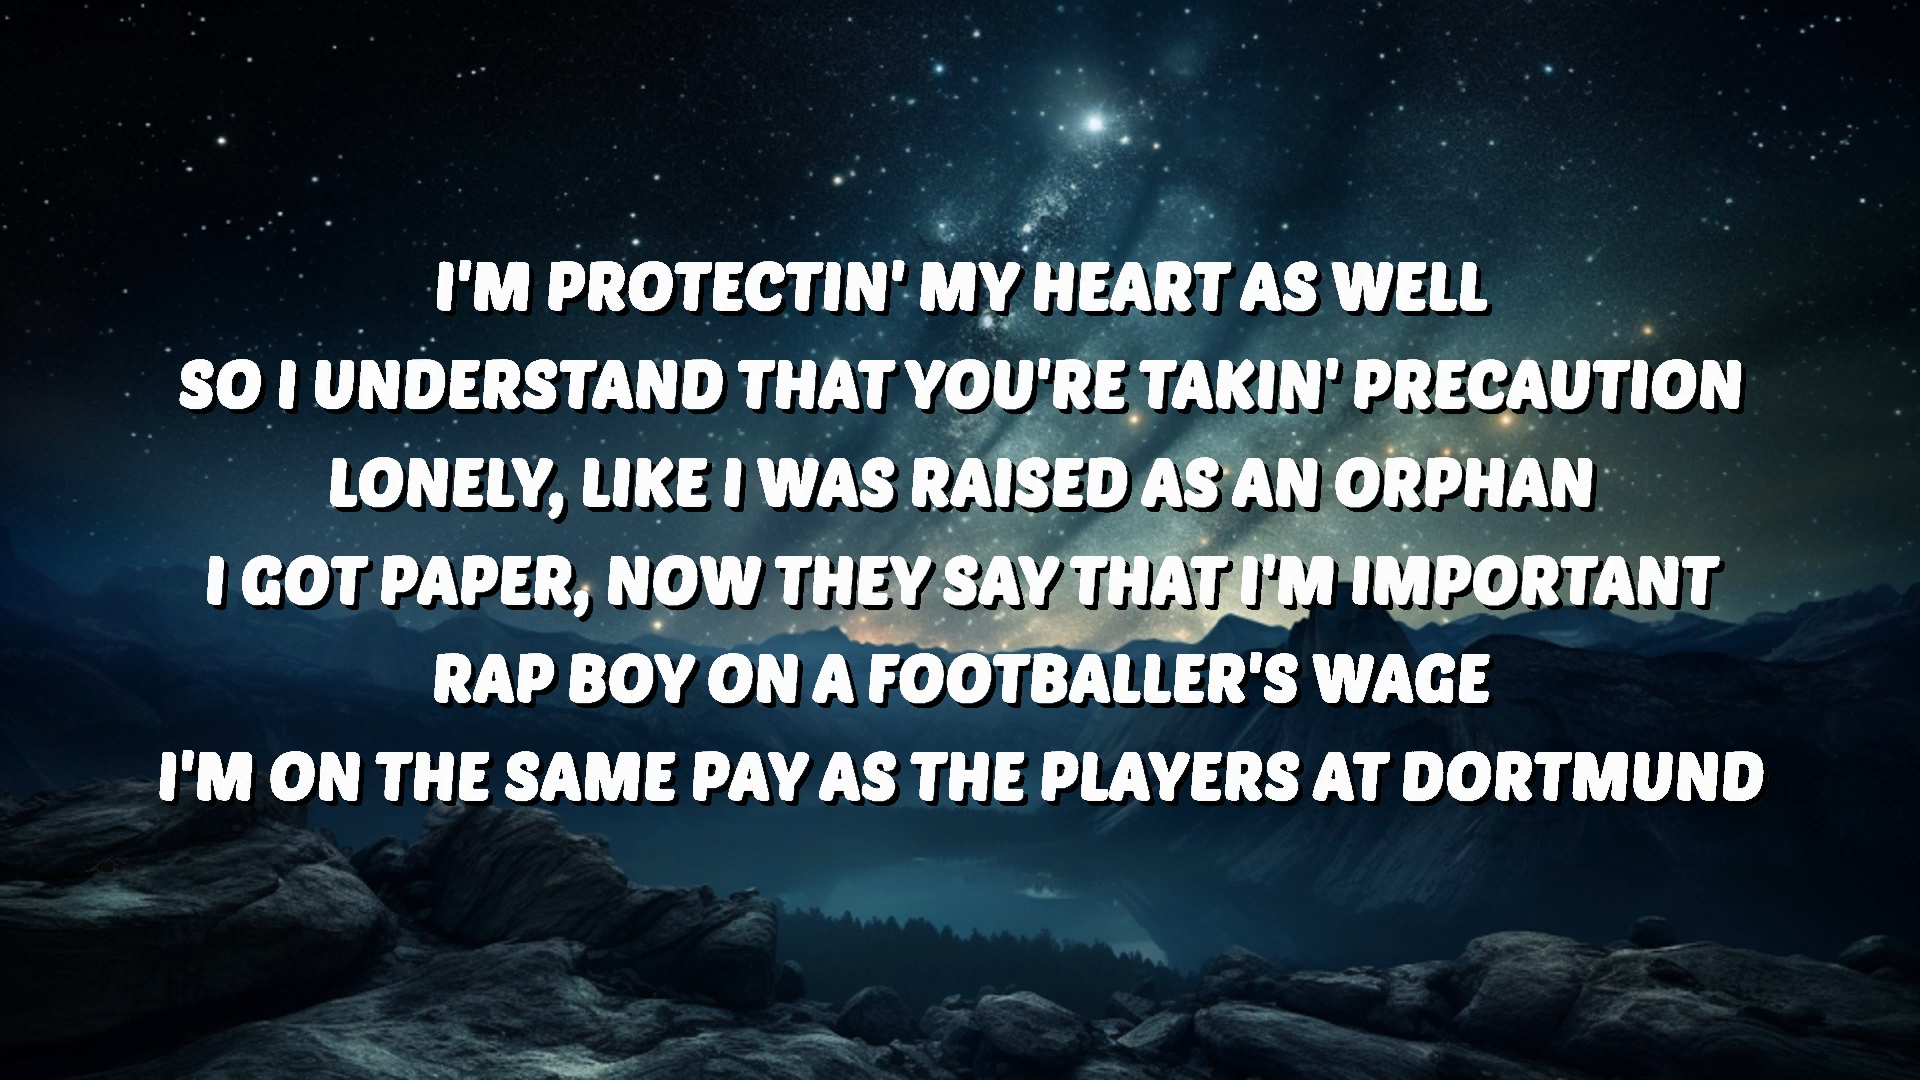 I'M PROTECTIN' MY HEART AS WELL
SO I UNDERSTAND THAT YOU'RE TAKIN' PRECAUTION
LONELY, LIKE I WAS RAISED AS AN ORPHAN
I GOT PAPER, NOW THEY SAY THAT I'M IMPORTANT
RAP BOY ON A FOOTBALLER'S WAGE
I'M ON THE SAME PAY AS THE PLAYERS AT DORTMUND